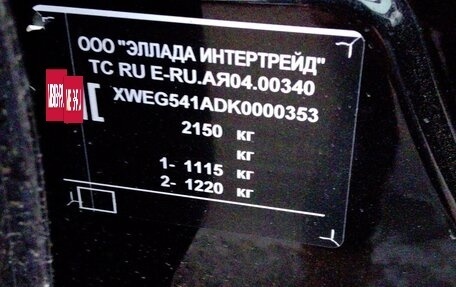 ООО "ЭЛЛАДА ИНТЕРТРЕЙД"
ТС RU E-RU.АЯ04.00340
XWEG541ADK0000353
2150 кг
кг
1- 1115 кг
2- 1220 кг